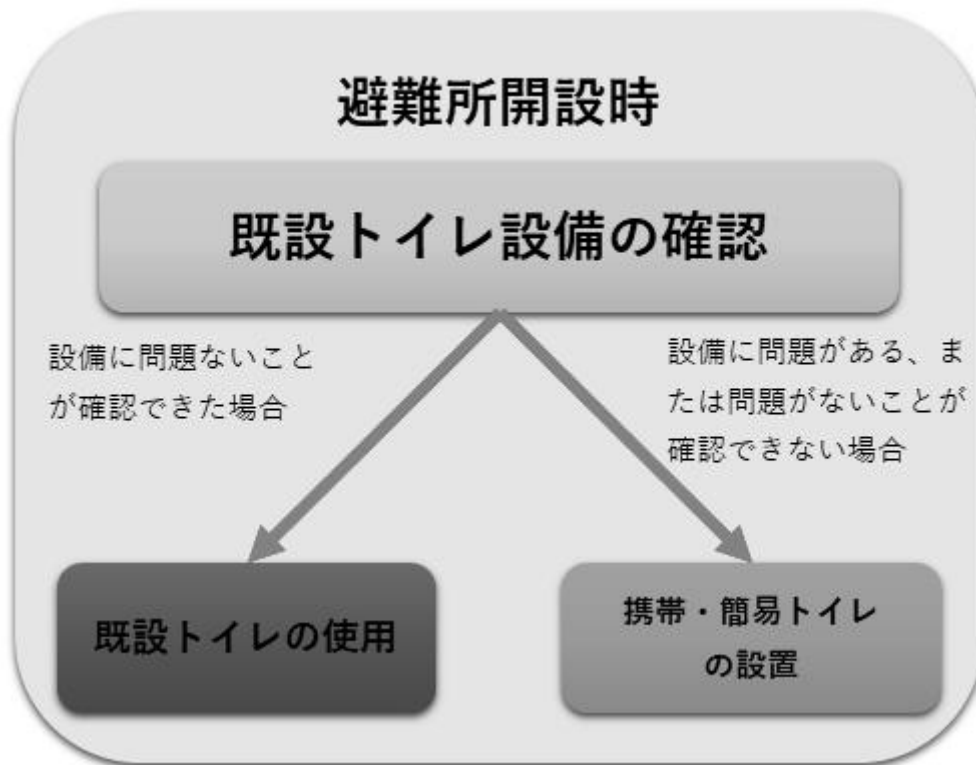 避難所開設時
既設トイレ設備の確認
設備に問題ないこと
が確認できた場合
設備に問題がある、ま
たは問題がないことが
確認できない場合
既設トイレの使用
携帯・簡易トイレ
の設置